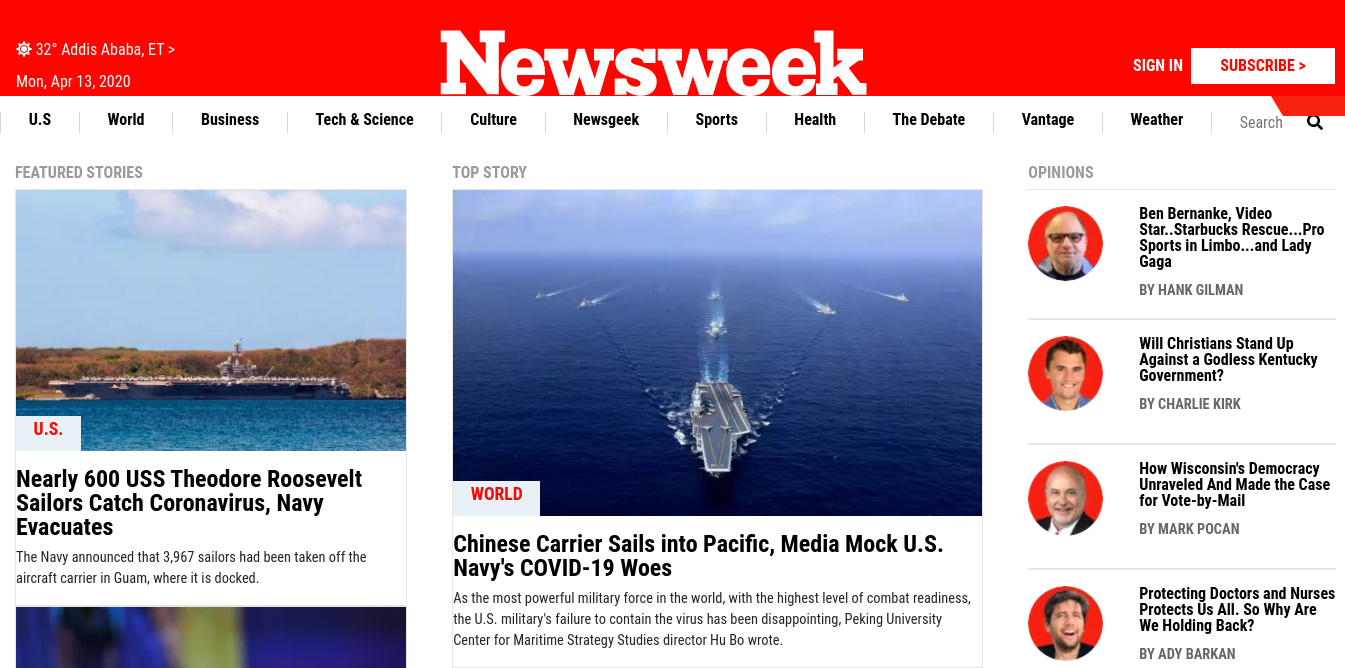 32° Addis Ababa, ET >
Mon, Apr 13, 2020
Newsweek
SIGN IN
SUBSCRIBE >
U.S
World
Business
Tech & Science
Culture
Newsgeek
Sports
Health
The Debate
Vantage
Weather
Search
FEATURED STORIES
U.S.
Nearly 600 USS Theodore Roosevelt
Sailors Catch Coronavirus, Navy
Evacuates
The Navy announced that 3,967 sailors had been taken off the
aircraft carrier in Guam, where it is docked.
TOP STORY
WORLD
Chinese Carrier Sails into Pacific, Media Mock U.S.
Navy's COVID-19 Woes
As the most powerful military force in the world, with the highest level of combat readiness,
the U.S. military's failure to contain the virus has been disappointing, Peking University
Center for Maritime Strategy Studies director Hu Bo wrote.
OPINIONS
Ben Bernanke, Video
Star..Starbucks Rescue...Pro
Sports in Limbo...and Lady
Gaga
BY HANK GILMAN
Will Christians Stand Up
Against a Godless Kentucky
Government?
BY CHARLIE KIRK
How Wisconsin's Democracy
Unraveled And Made the Case
for Vote-by-Mail
BY MARK POCAN
Protecting Doctors and Nurses
Protects Us All. So Why Are
We Holding Back?
BY ADY BARKAN